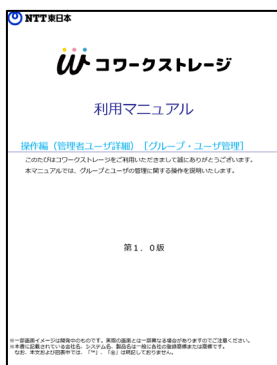 NTT東日本
コワークストレージ
利用マニュアル
操作編（管理者ユーザ詳細）［グループ・ユーザ管理］
このたびはコワークストレージをご利用いただきまして誠にありがとうございます。
本マニュアルでは、グループとユーザの管理に関する操作を説明いたします。
第１．０版
※一部画面イメージは開発中のものです。実際の画面とは一部異なる場合がありますのでご注意ください。
※本書に記載されている会社名、システム名、製品名は一般に各社の登録商標または商標です。
なお、本文および図表中では、「™」、「®」は明記しておりません。